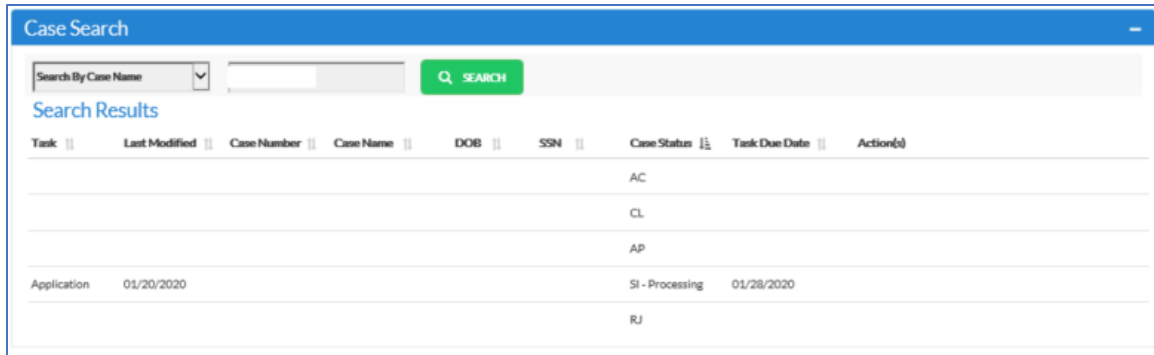 Case Search
Search By Case Name SEARCH
Search Results
Task Last Modified Case Number Case Name DOB SSN Case Status Task Due Date Action(s)
AC
CL
AP
Application 01/20/2020 SI - Processing 01/28/2020
RJ